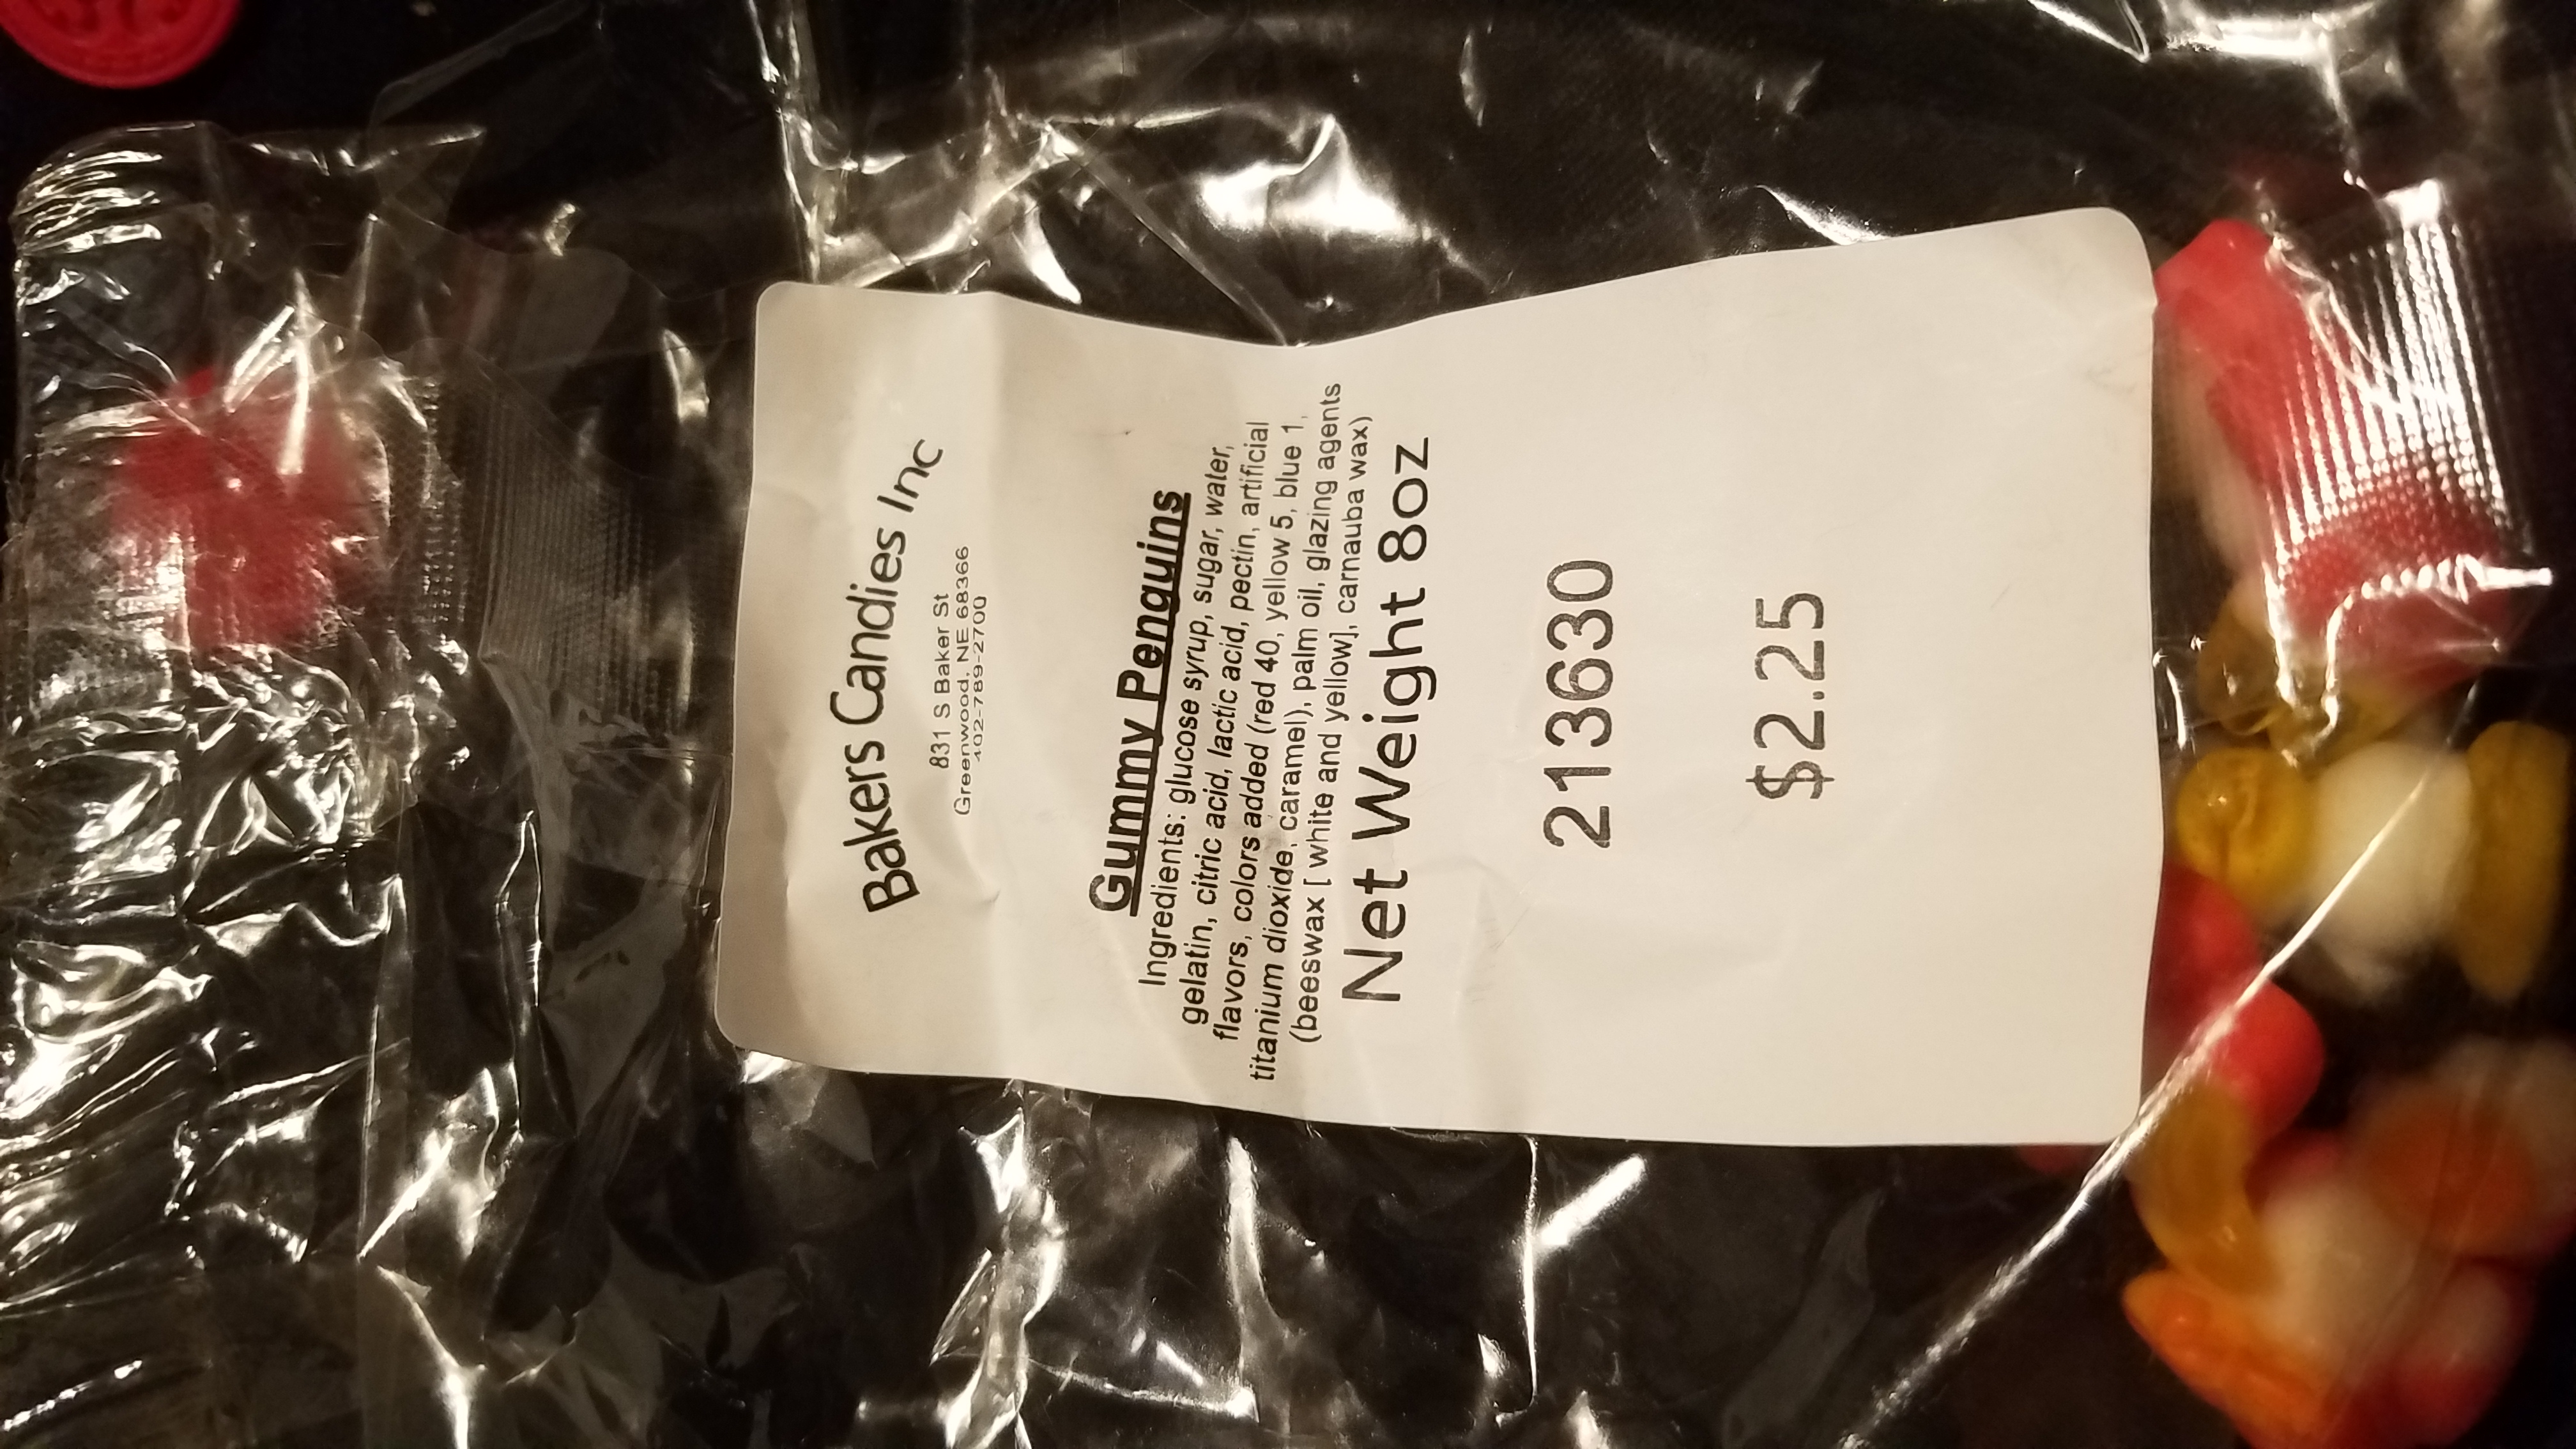 Bakers Candies Inc
831 S Baker St
Greenwood, NE 68366
402-789-2700
Gummy Penguins
Ingredients: glucose syrup, sugar, water,
gelatin, citric acid, lactic acid, pectin, artificial
flavors, colors added (red 40, yellow 5, blue 1,
titanium dioxide, caramel), palm oil, glazing agents
(beeswax [ white and yellow], carnauba wax)
Net Weight 8oz
213630
$2.25